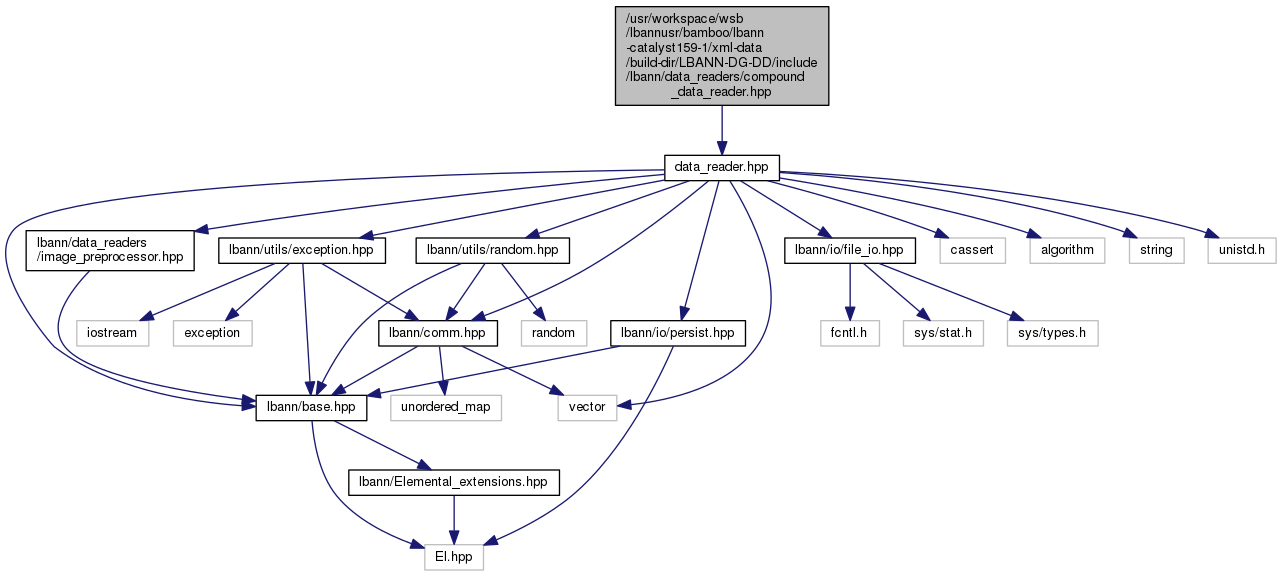 /usr/workspace/wsb
/lbannusr/bamboo/lbann
-catalyst159-1/xml-data
/build-dir/LBANN-DG-DD/include
/lbann/data_readers/compound
_data_reader.hpp
data_reader.hpp
lbann/data_readers
/image_preprocessor.hpp
lbann/utils/exception.hpp
lbann/utils/random.hpp
lbann/io/file_io.hpp
cassert
algorithm
string
unistd.h
iostream
exception
lbann/comm.hpp
random
lbann/io/persist.hpp
fcntl.h
sys/stat.h
sys/types.h
lbann/base.hpp
unordered_map
vector
lbann/Elemental_extensions.hpp
El.hpp